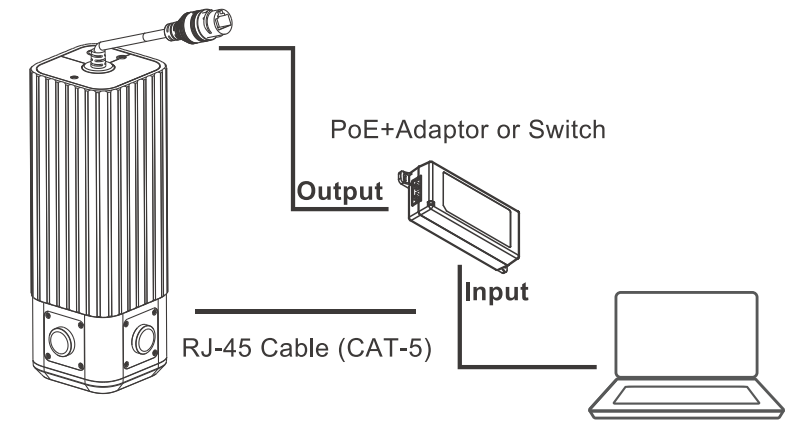 PoE+Adaptor or Switch
Output
Input
RJ-45 Cable (CAT-5)